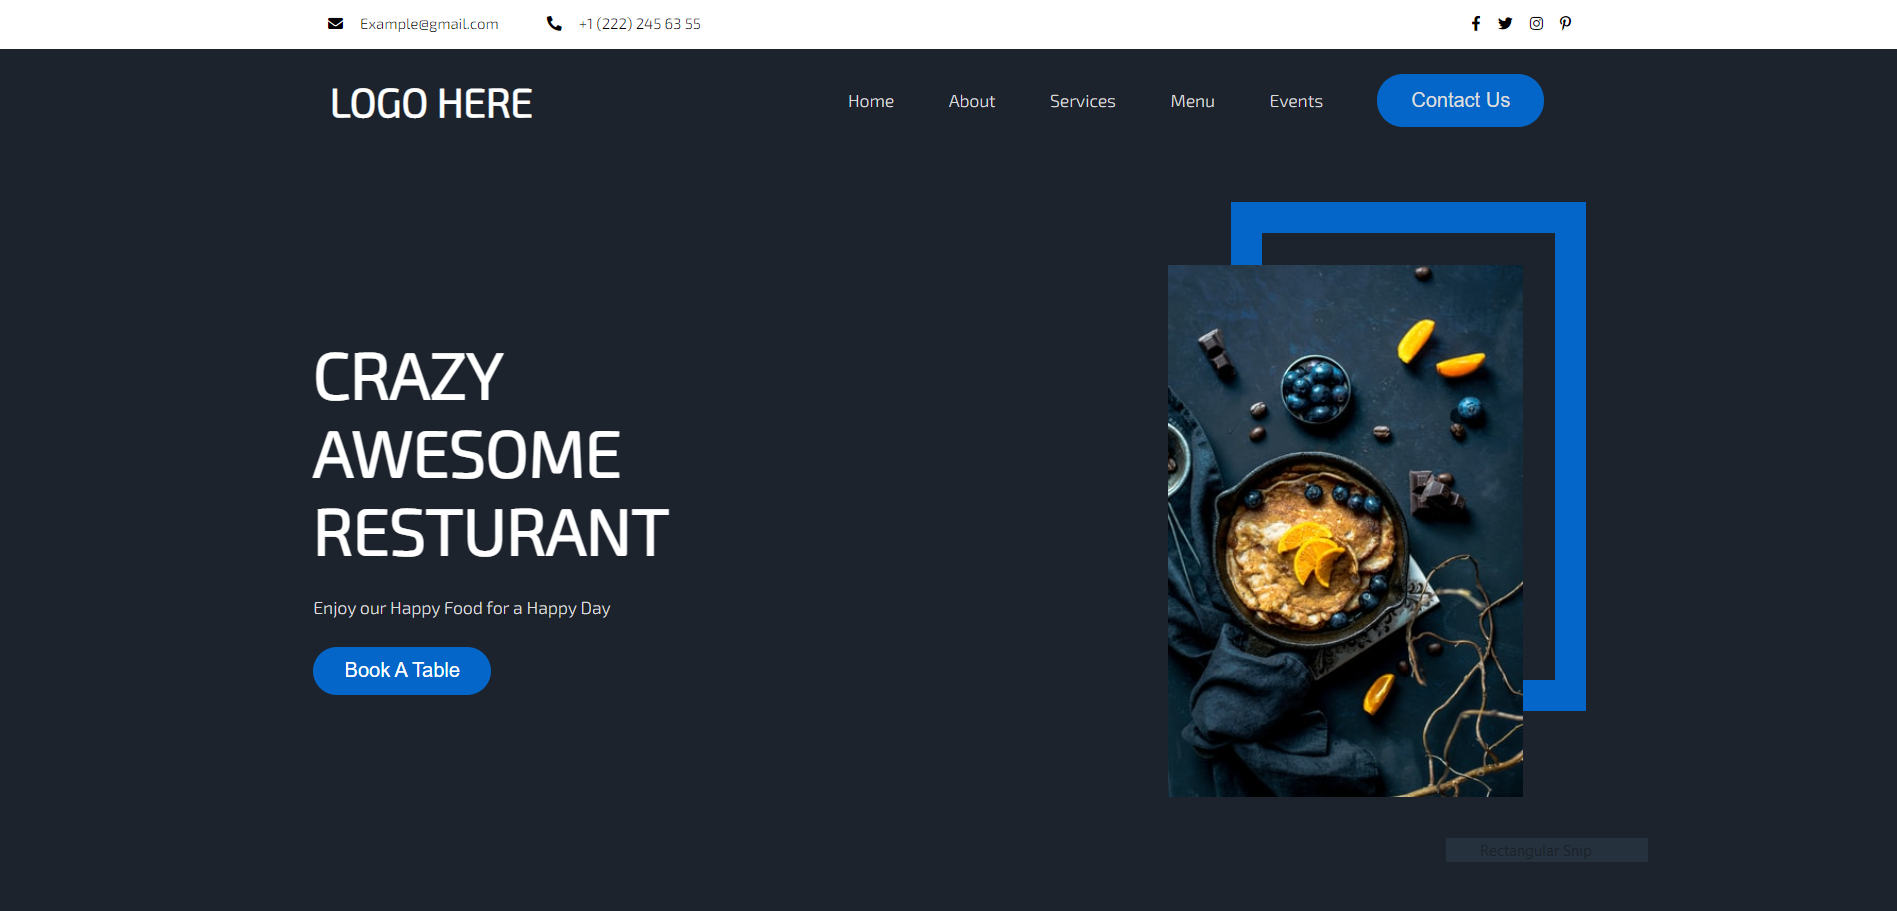 Example@gmail.com
+1 (222) 245 63 55
LOGO HERE
Home
About
Services
Menu
Events
Contact Us
CRAZY
AWESOME
RESTURANT
Enjoy our Happy Food for a Happy Day
Book A Table
Rectangular Snip